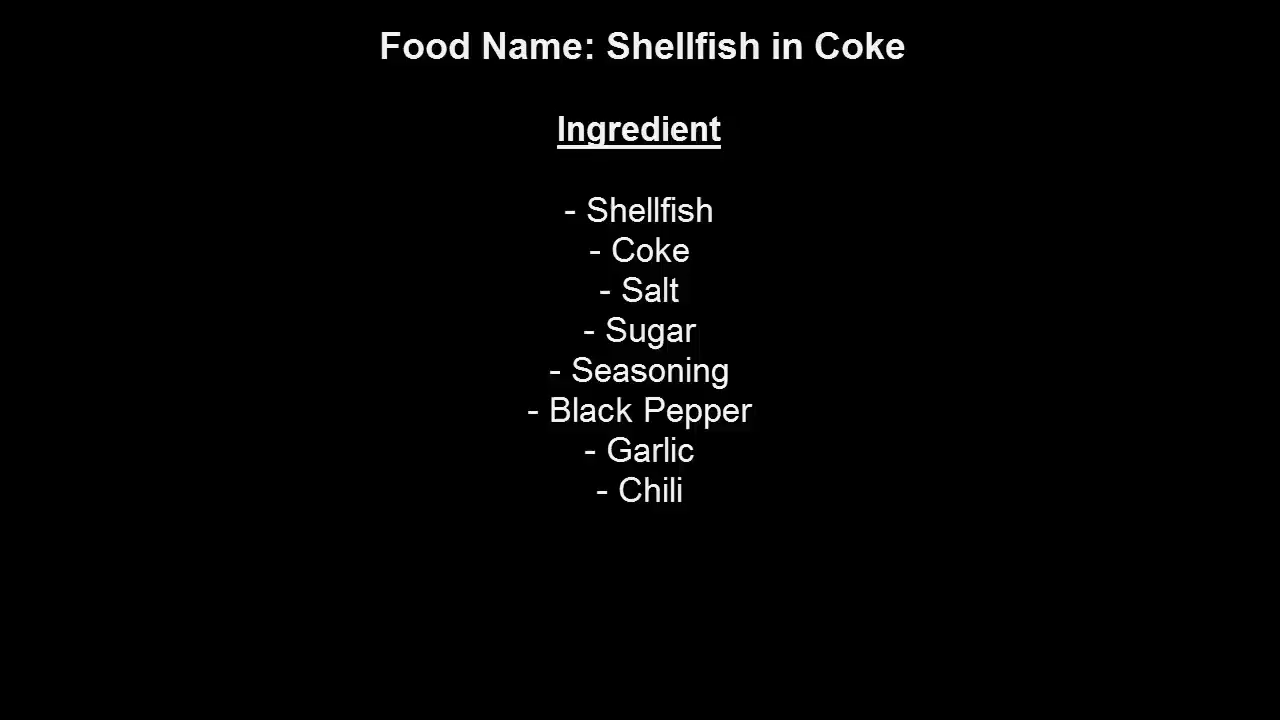 Food Name: Shellfish in Coke
Ingredient
- Shellfish
- Coke
- Salt
- Sugar
- Seasoning
- Black Pepper
- Garlic
- Chili